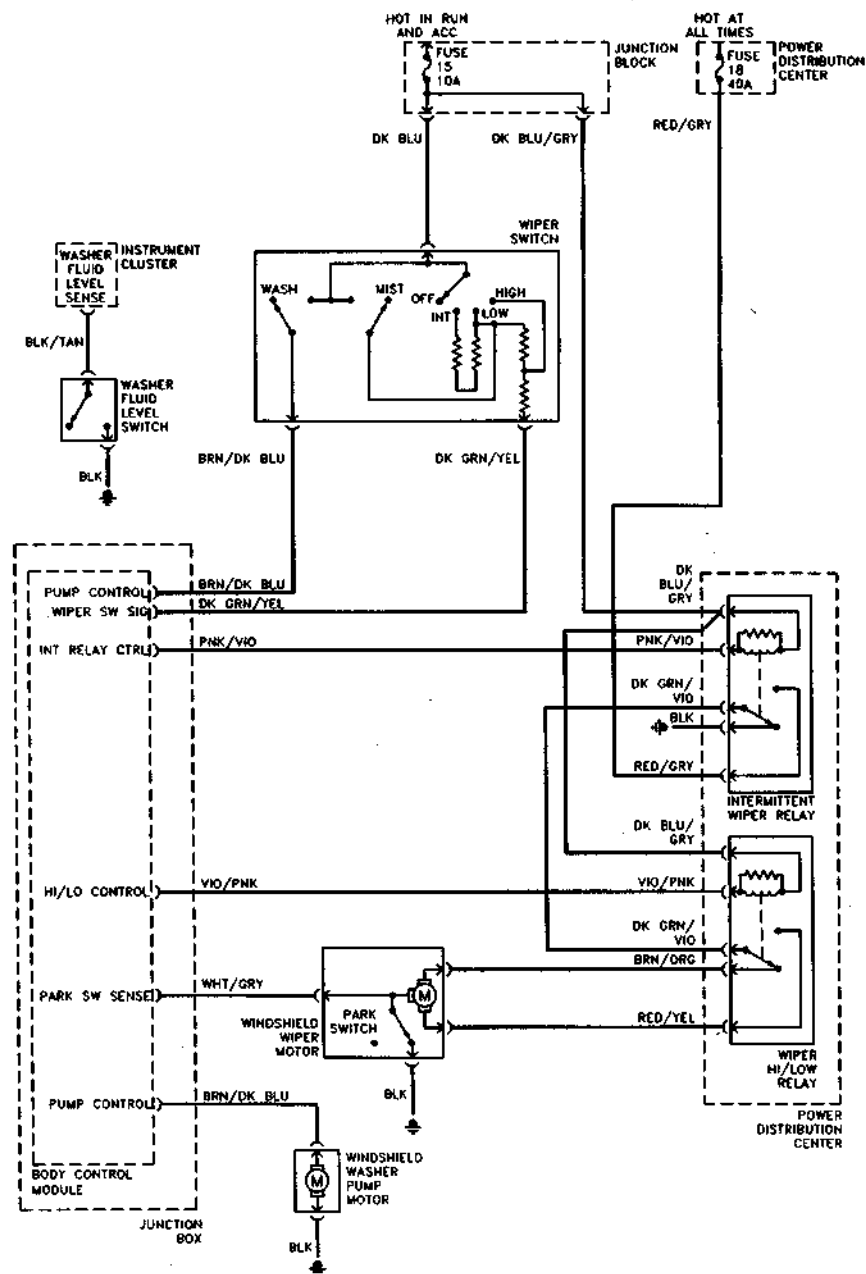 HOT IN RUN
AND ACC
HOT AT
ALL TIMES
FUSE
15
10A
JUNCTION
BLOCK
FUSE
18
40A
POWER
DISTRIBUTION
CENTER
DK BLU
DK BLU/GRY
RED/GRY
WIPER
SWITCH
WASHER
FLUID
LEVEL
SENSE
INSTRUMENT
CLUSTER
WASH
MIST
OFF
HIGH
INT
LOW
BLK/TAN
WASHER
FLUID
LEVEL
SWITCH
BLK
BRN/DK BLU
DK GRN/YEL
DK
BLU/
GRY
PUMP CONTROL
BRN/DK BLU
WIPER SW SIG
DK GRN/YEL
INT RELAY CTRL
PNK/VIO
PNK/VIO
DK GRN/
VIO
BLK
RED/GRY
INTERMITTENT
WIPER RELAY
DK BLU/
GRY
HI/LO CONTROL
VIO/PNK
VIO/PNK
DK GRN/
VIO
BRN/ORG
PARK SW SENSE
WHT/GRY
M
PARK
SWITCH
WINDSHIELD
WIPER
MOTOR
RED/YEL
WIPER
HI/LOW
RELAY
BLK
PUMP CONTROL
BRN/DK BLU
POWER
DISTRIBUTION
CENTER
BODY CONTROL
MODULE
M
WINDSHIELD
WASHER
PUMP
MOTOR
JUNCTION
BOX
BLK